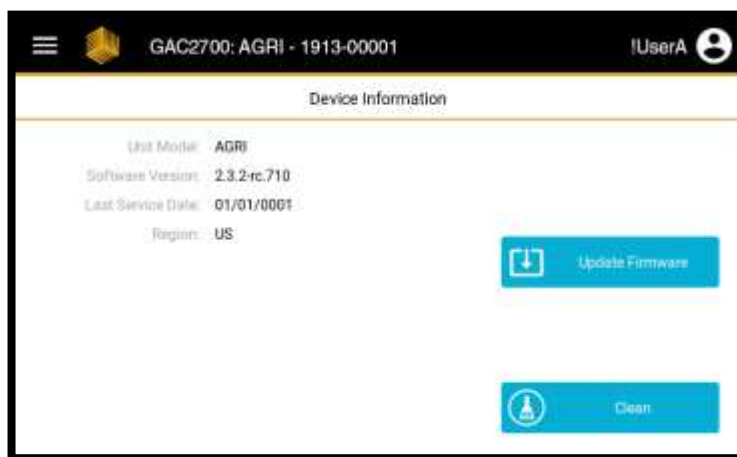 GAC2700: AGRI - 1913-00001 !UserA
Device Information
Unit Model: AGRI
Software Version: 2.3.2-rc.710
Last Service Date: 01/01/0001
Region: US
Update Firmware
Clean